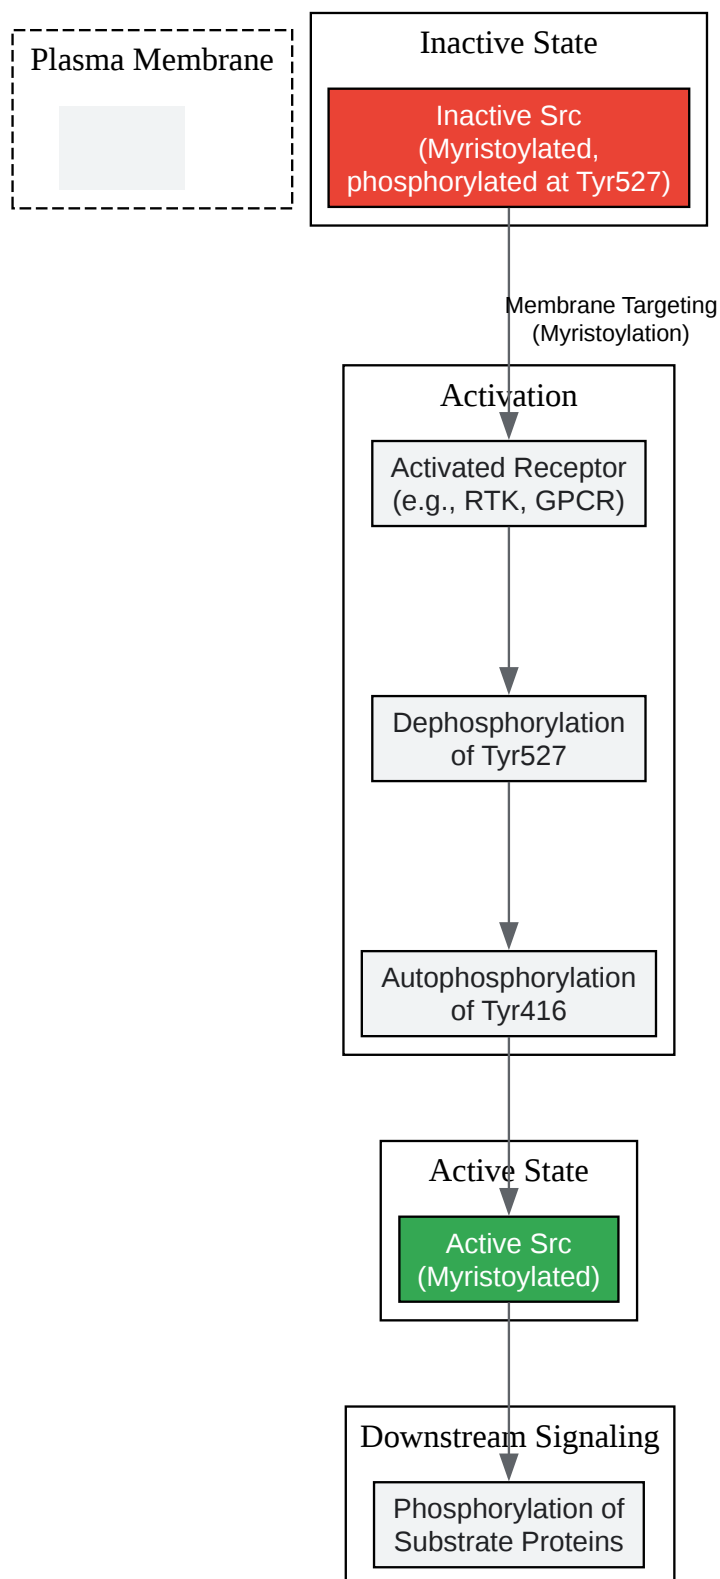 Plasma Membrane
Inactive State
Inactive Src
(Myristoylated,
phosphorylated at Tyr527)
Membrane Targeting
(Myristoylation)
Activation
Activated Receptor
(e.g., RTK, GPCR)
Dephosphorylation
of Tyr527
Autophosphorylation
of Tyr416
Active State
Active Src
(Myristoylated)
Downstream Signaling
Phosphorylation of
Substrate Proteins